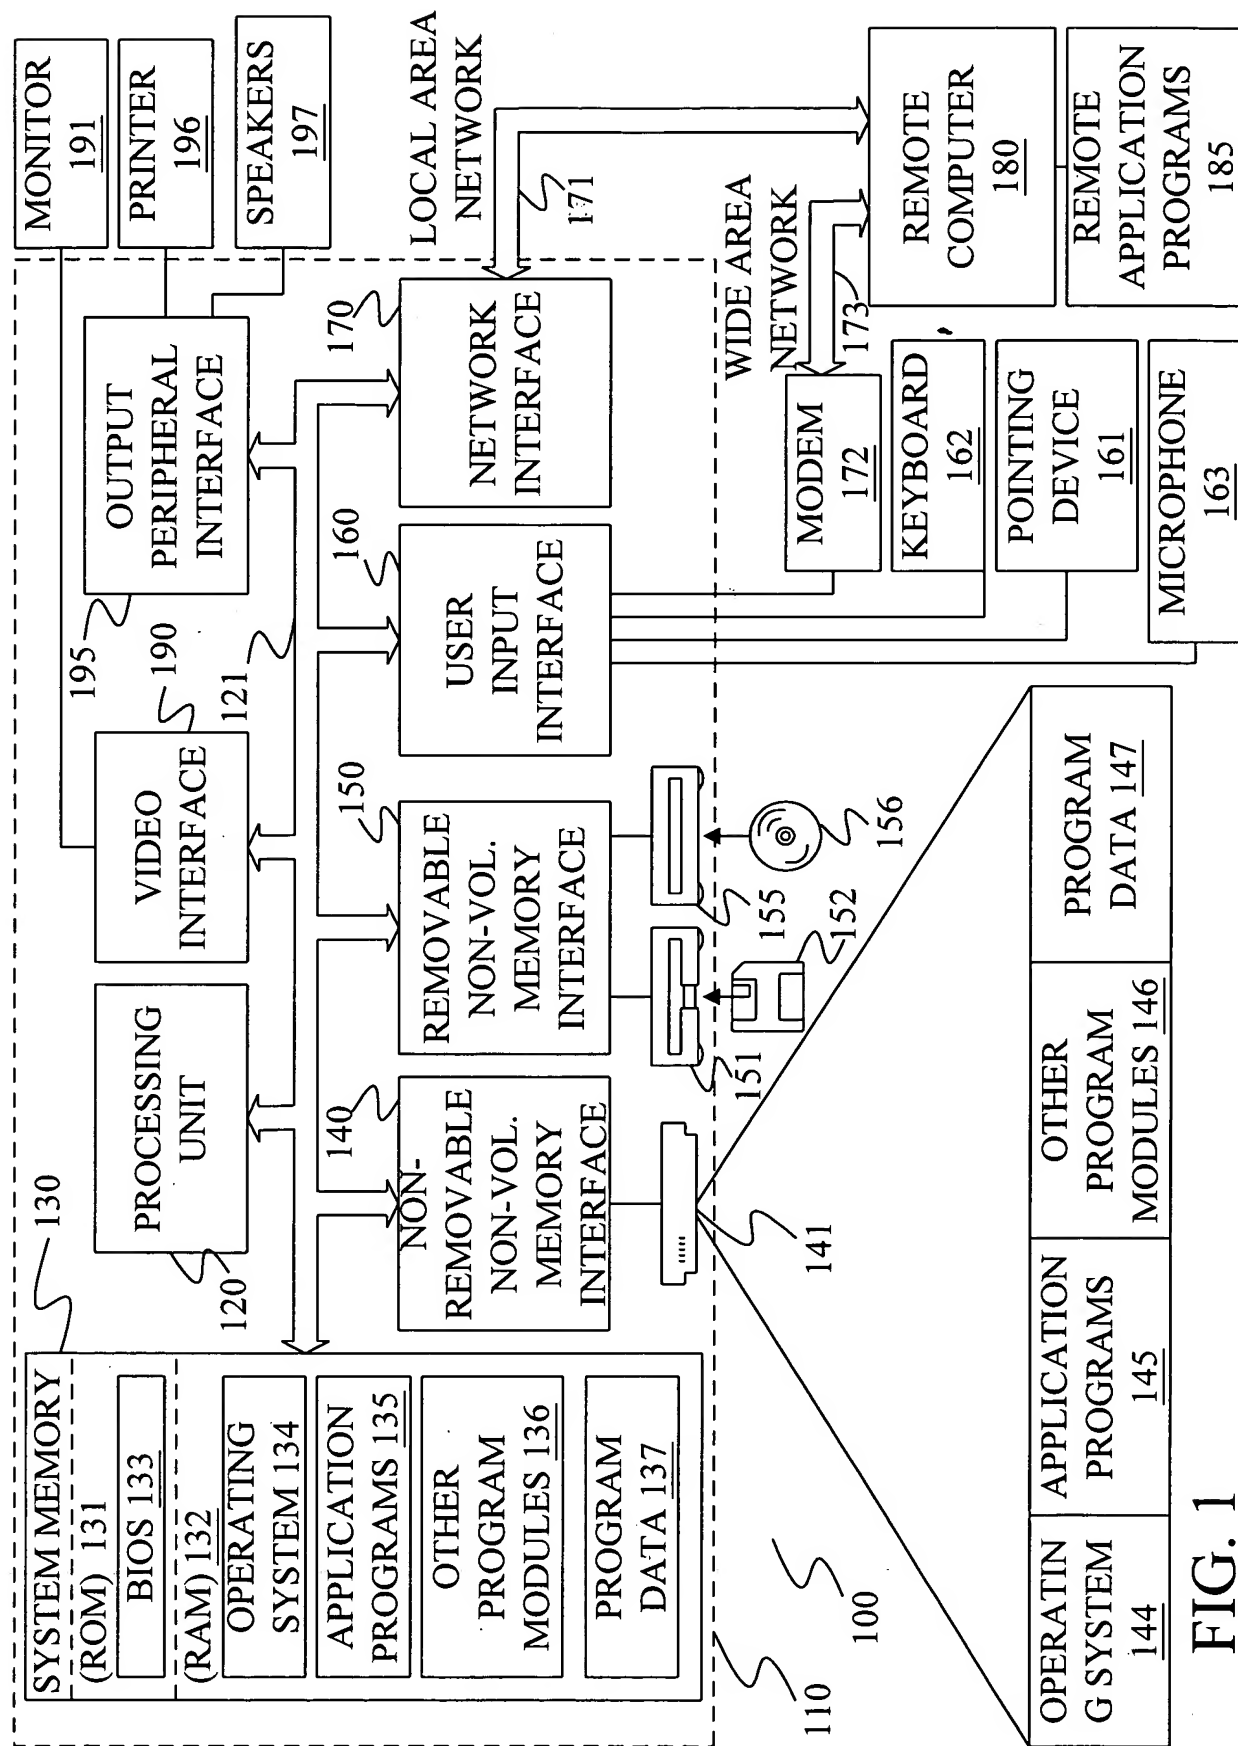 SYSTEM MEMORY
130
(ROM) 131
BIOS 133
(RAM) 132
OPERATING
SYSTEM 134
APPLICATION
PROGRAMS 135
OTHER
PROGRAM
MODULES 136
PROGRAM
DATA 137
PROCESSING
UNIT
120
VIDEO
INTERFACE
190
121
OUTPUT
PERIPHERAL
INTERFACE
195
MONITOR
191
PRINTER
196
SPEAKERS
197
NON-
REMOVABLE
NON-VOL.
MEMORY
INTERFACE
140
REMOVABLE
NON-VOL.
MEMORY
INTERFACE
150
USER
INPUT
INTERFACE
160
NETWORK
INTERFACE
170
LOCAL AREA
NETWORK
171
141
151
152
155
156
WIDE AREA
NETWORK
173
MODEM
172
KEYBOARD
162
POINTING
DEVICE
161
MICROPHONE
163
REMOTE
COMPUTER
180
REMOTE
APPLICATION
PROGRAMS
185
110
100
OPERATIN
G SYSTEM
144
APPLICATION
PROGRAMS
145
OTHER
PROGRAM
MODULES 146
PROGRAM
DATA 147
FIG. 1